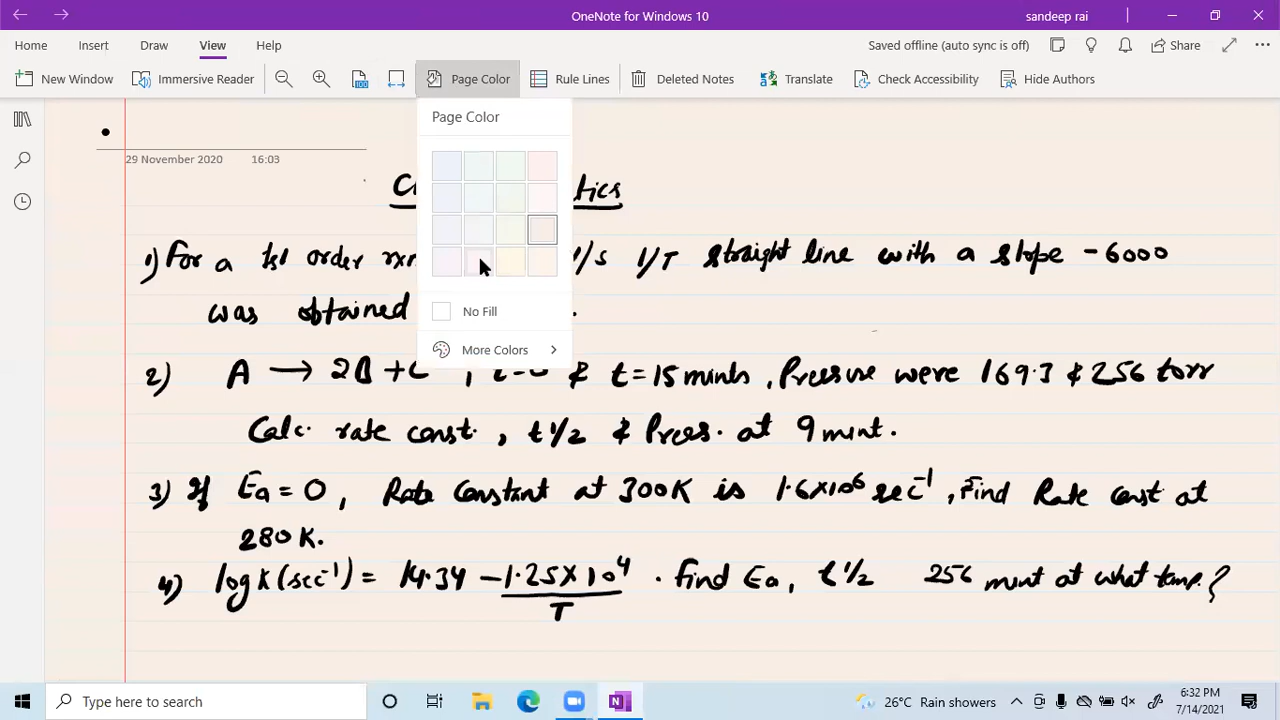 OneNote for Windows 10
sandeep rai
Home Insert Draw View Help
Saved offline (auto sync is off) Share
New Window Immersive Reader Page Color Rule Lines Deleted Notes Translate Check Accessibility Hide Authors
Page Color
29 November 2020 16:03
No Fill
More Colors
1) For a 1st order rxn v/s 1/T straight line with a slope -6000
was obtained
2) A → 2B + C , t=0 & t=15 mints, Pressure were 169.3 & 256 torr
Calc. rate const. , t1/2 & Press. at 9 mint.
3) If Ea = 0, Rate Constant at 300K is 1.6×10⁶ sec⁻¹, Find Rate const at
280K.
4) log K (sec⁻¹) = 14.34 - 1.25×10⁴/T . find Ea, t1/2 256 mint at what temp.?
Type here to search
26°C Rain showers
6:32 PM
7/14/2021